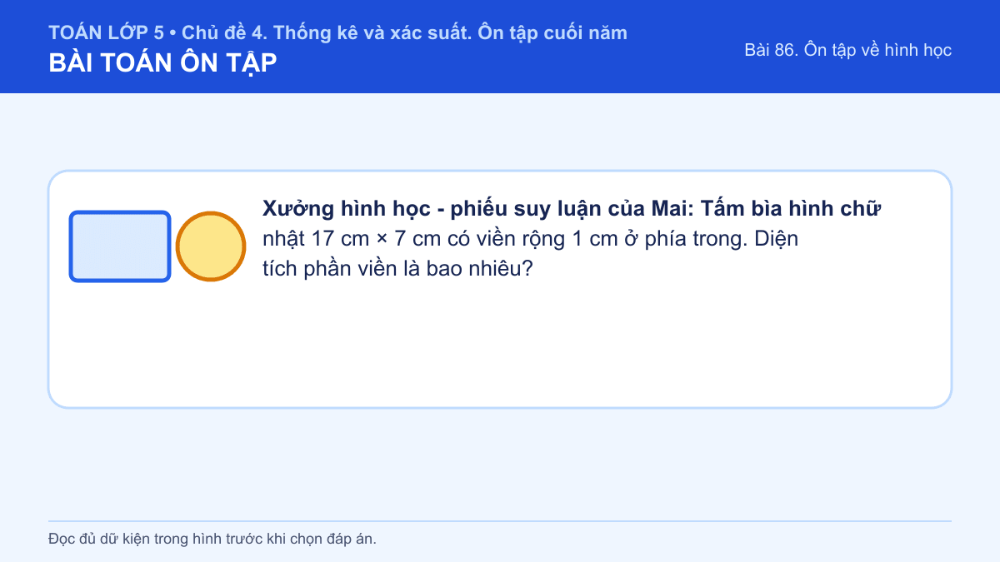 TOÁN LỚP 5 • Chủ đề 4. Thống kê và xác suất. Ôn tập cuối năm
BÀI TOÁN ÔN TẬP
Bài 86. Ôn tập về hình học
Xưởng hình học - phiếu suy luận của Mai: Tấm bìa hình chữ
nhật 17 cm × 7 cm có viền rộng 1 cm ở phía trong. Diện
tích phần viền là bao nhiêu?
Đọc đủ dữ kiện trong hình trước khi chọn đáp án.